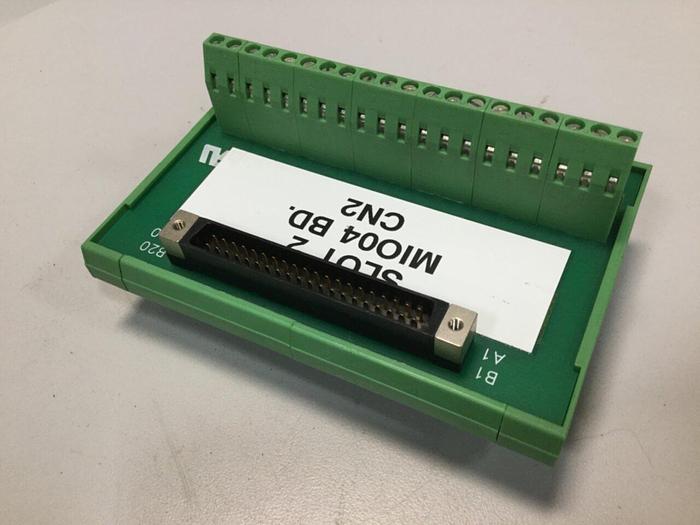 SLOT 2
MIO04 BD.
CN2
B20
B1
A1